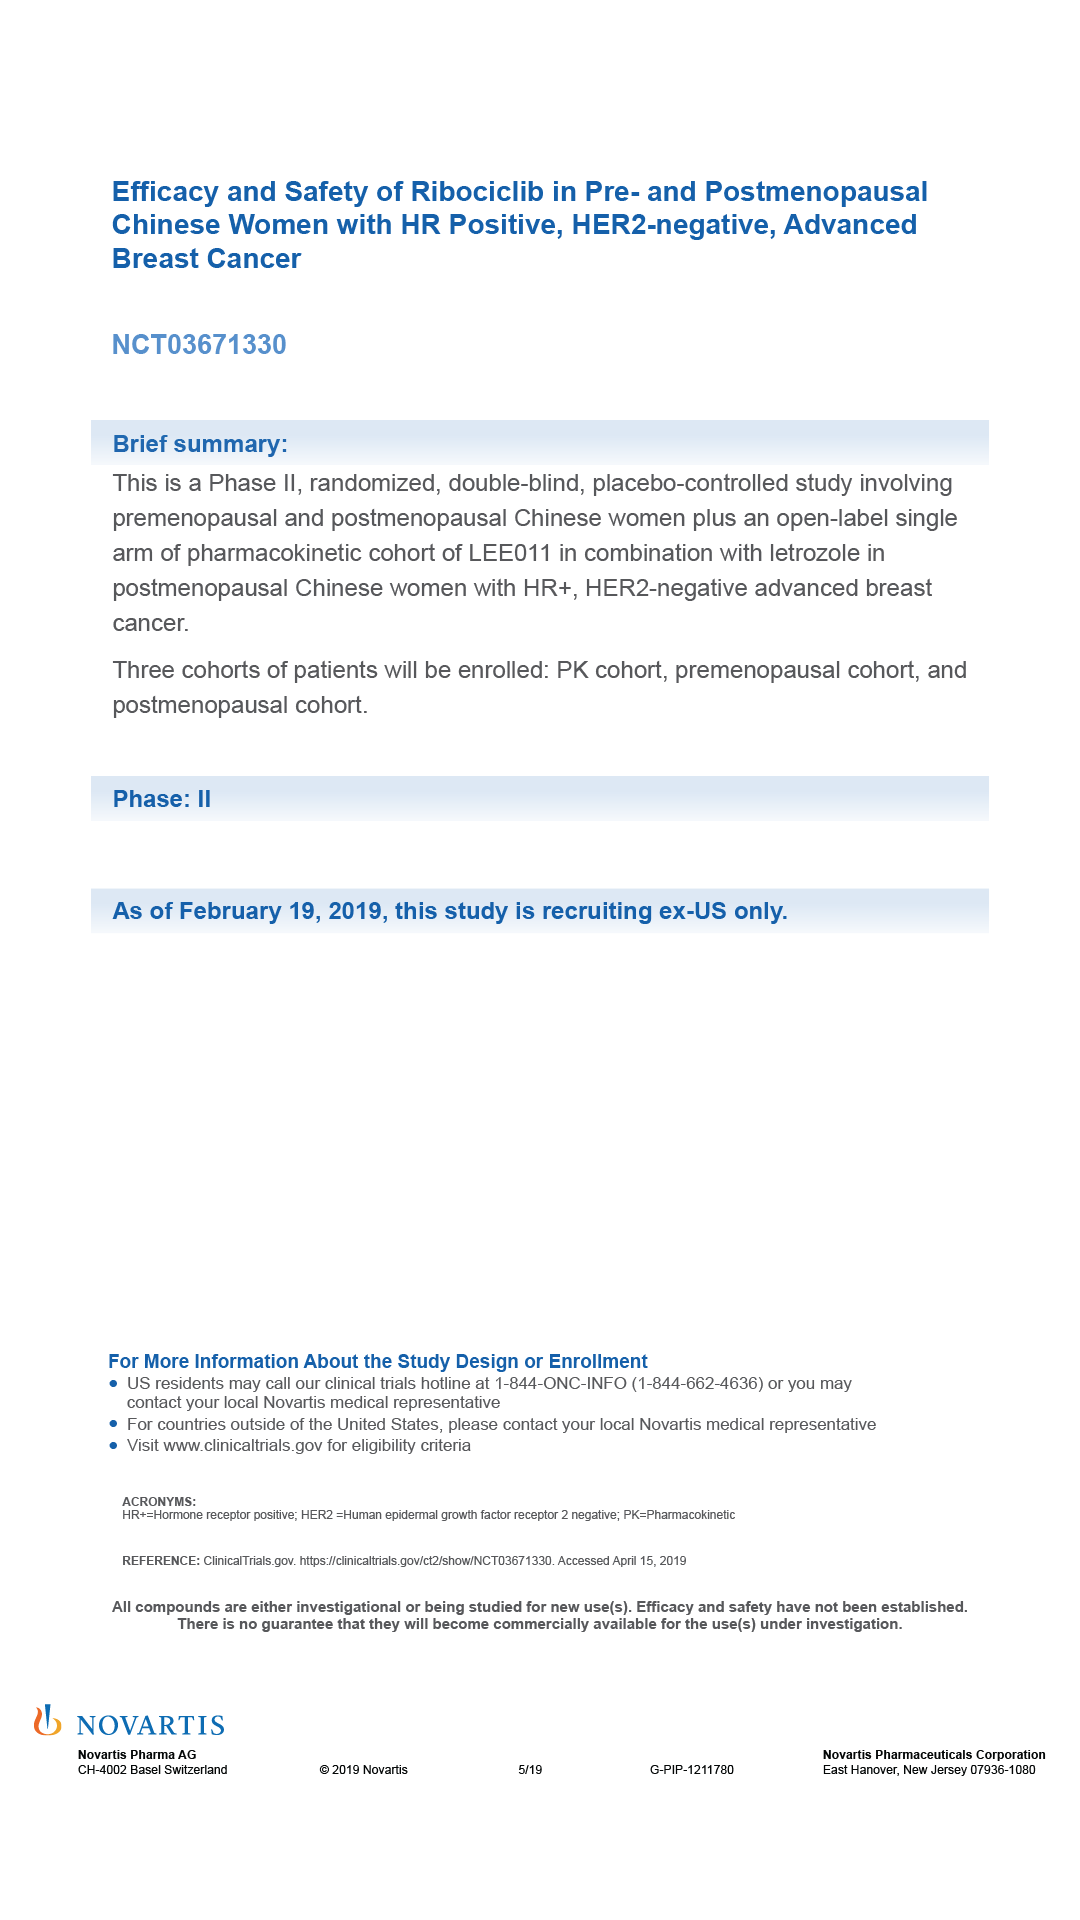 Efficacy and Safety of Ribociclib in Pre- and Postmenopausal
Chinese Women with HR Positive, HER2-negative, Advanced
Breast Cancer
NCT03671330
Brief summary:
This is a Phase II, randomized, double-blind, placebo-controlled study involving
premenopausal and postmenopausal Chinese women plus an open-label single
arm of pharmacokinetic cohort of LEE011 in combination with letrozole in
postmenopausal Chinese women with HR+, HER2-negative advanced breast
cancer.
Three cohorts of patients will be enrolled: PK cohort, premenopausal cohort, and
postmenopausal cohort.
Phase: II
As of February 19, 2019, this study is recruiting ex-US only.
For More Information About the Study Design or Enrollment
● US residents may call our clinical trials hotline at 1-844-ONC-INFO (1-844-662-4636) or you may
contact your local Novartis medical representative
● For countries outside of the United States, please contact your local Novartis medical representative
● Visit www.clinicaltrials.gov for eligibility criteria
ACRONYMS:
HR+=Hormone receptor positive; HER2 =Human epidermal growth factor receptor 2 negative; PK=Pharmacokinetic
REFERENCE: ClinicalTrials.gov. https://clinicaltrials.gov/ct2/show/NCT03671330. Accessed April 15, 2019
All compounds are either investigational or being studied for new use(s). Efficacy and safety have not been established.
There is no guarantee that they will become commercially available for the use(s) under investigation.
NOVARTIS
Novartis Pharma AG
CH-4002 Basel Switzerland
© 2019 Novartis
5/19
G-PIP-1211780
Novartis Pharmaceuticals Corporation
East Hanover, New Jersey 07936-1080